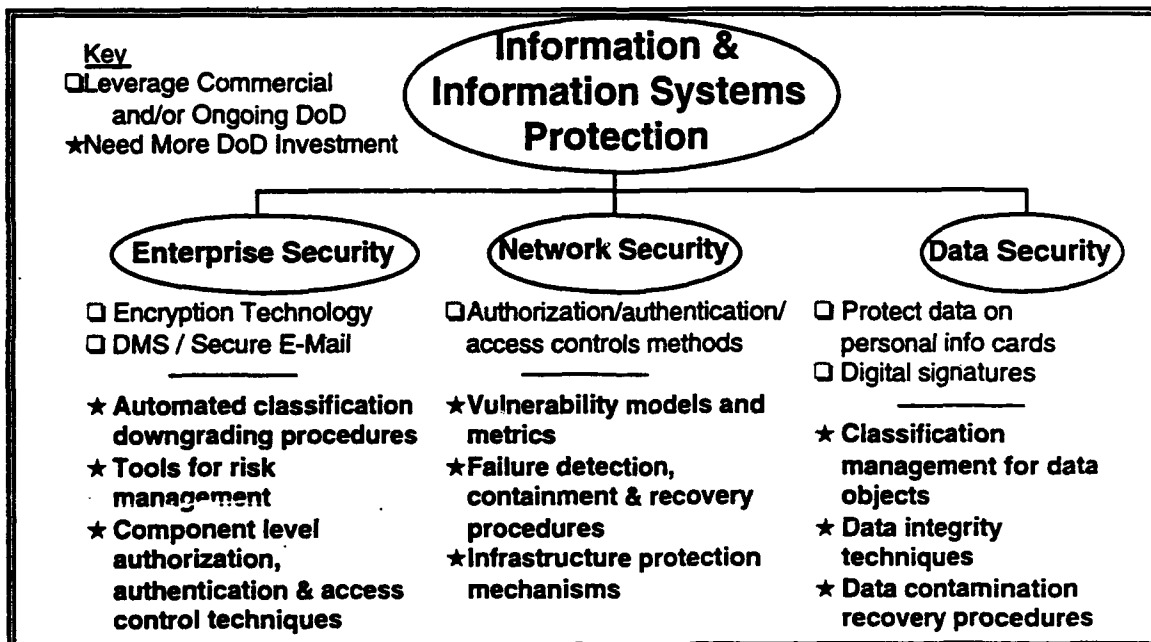 Key
❏Leverage Commercial
and/or Ongoing DoD
★Need More DoD Investment
Information &
Information Systems
Protection
Enterprise Security
❏ Encryption Technology
❏ DMS / Secure E-Mail
★ Automated classification
downgrading procedures
★ Tools for risk
management
★ Component level
authorization,
authentication & access
control techniques
Network Security
❏Authorization/authentication/
access controls methods
★Vulnerability models and
metrics
★Failure detection,
containment & recovery
procedures
★Infrastructure protection
mechanisms
Data Security
❏ Protect data on
personal info cards
❏ Digital signatures
★ Classification
management for data
objects
★ Data integrity
techniques
★ Data contamination
recovery procedures